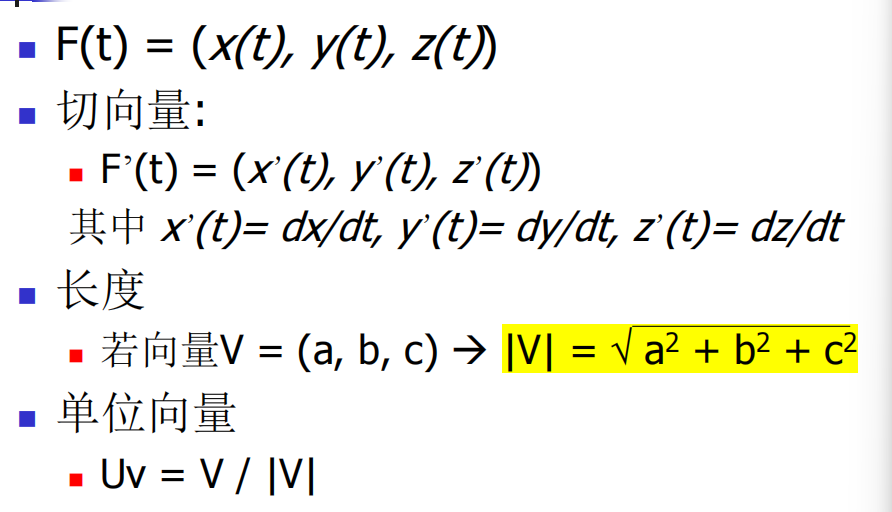 F(t) = (x(t), y(t), z(t))
切向量:
F’(t) = (x’(t), y’(t), z’(t))
其中 x’(t)= dx/dt, y’(t)= dy/dt, z’(t)= dz/dt
长度
若向量V = (a, b, c) → |V| = √ a² + b² + c²
单位向量
Uv = V / |V|